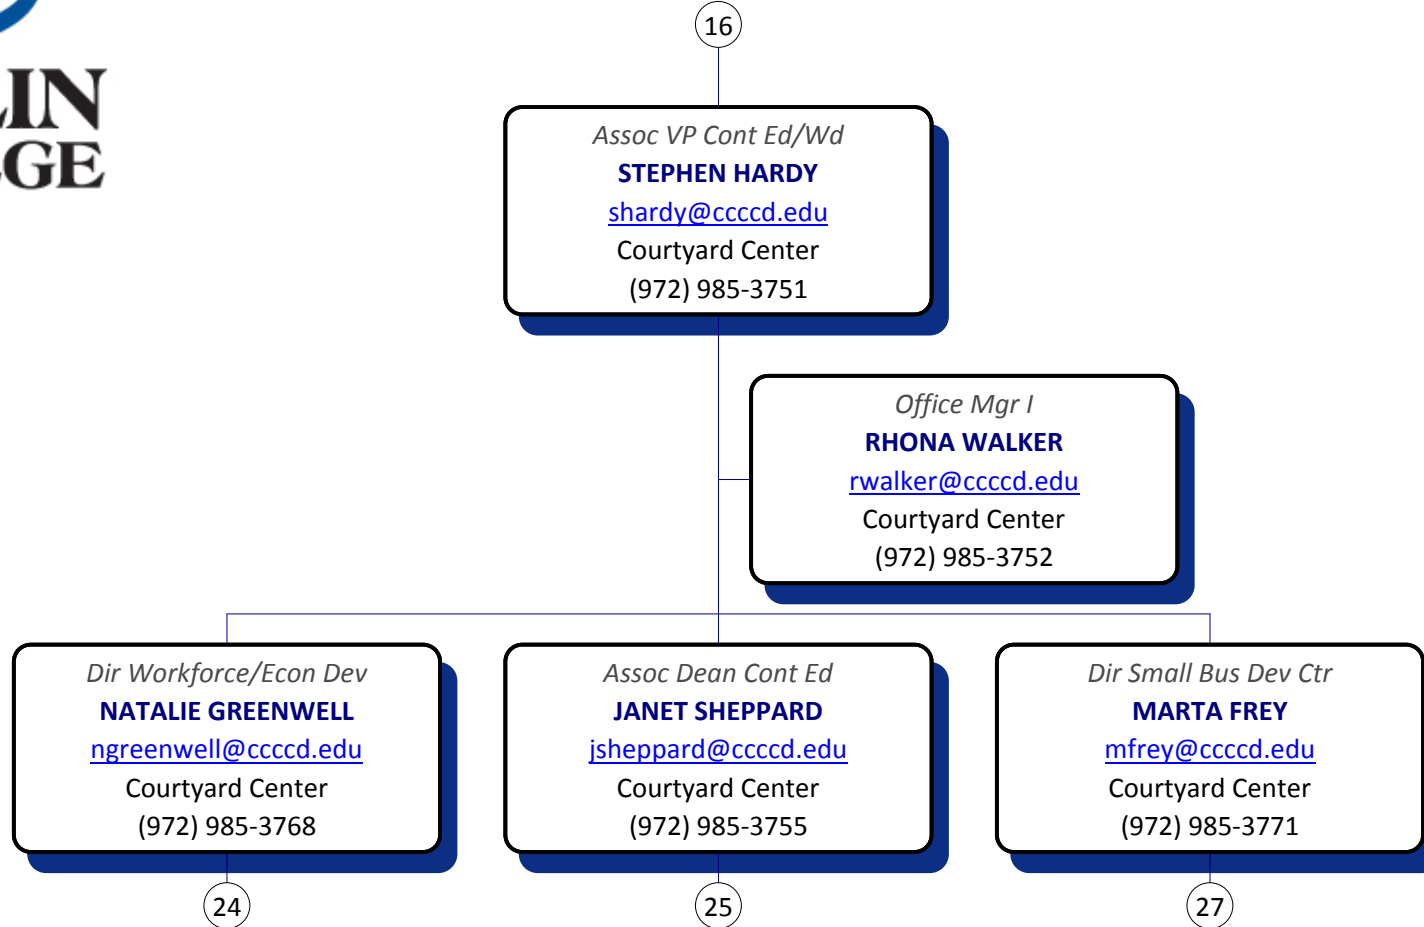 16
LIN
EGE
Assoc VP Cont Ed/Wd
STEPHEN HARDY
shardy@ccccd.edu
Courtyard Center
(972) 985-3751
Office Mgr I
RHONA WALKER
rwalker@ccccd.edu
Courtyard Center
(972) 985-3752
Dir Workforce/Econ Dev
NATALIE GREENWELL
ngreenwell@ccccd.edu
Courtyard Center
(972) 985-3768
24
Assoc Dean Cont Ed
JANET SHEPPARD
jsheppard@ccccd.edu
Courtyard Center
(972) 985-3755
25
Dir Small Bus Dev Ctr
MARTA FREY
mfrey@ccccd.edu
Courtyard Center
(972) 985-3771
27